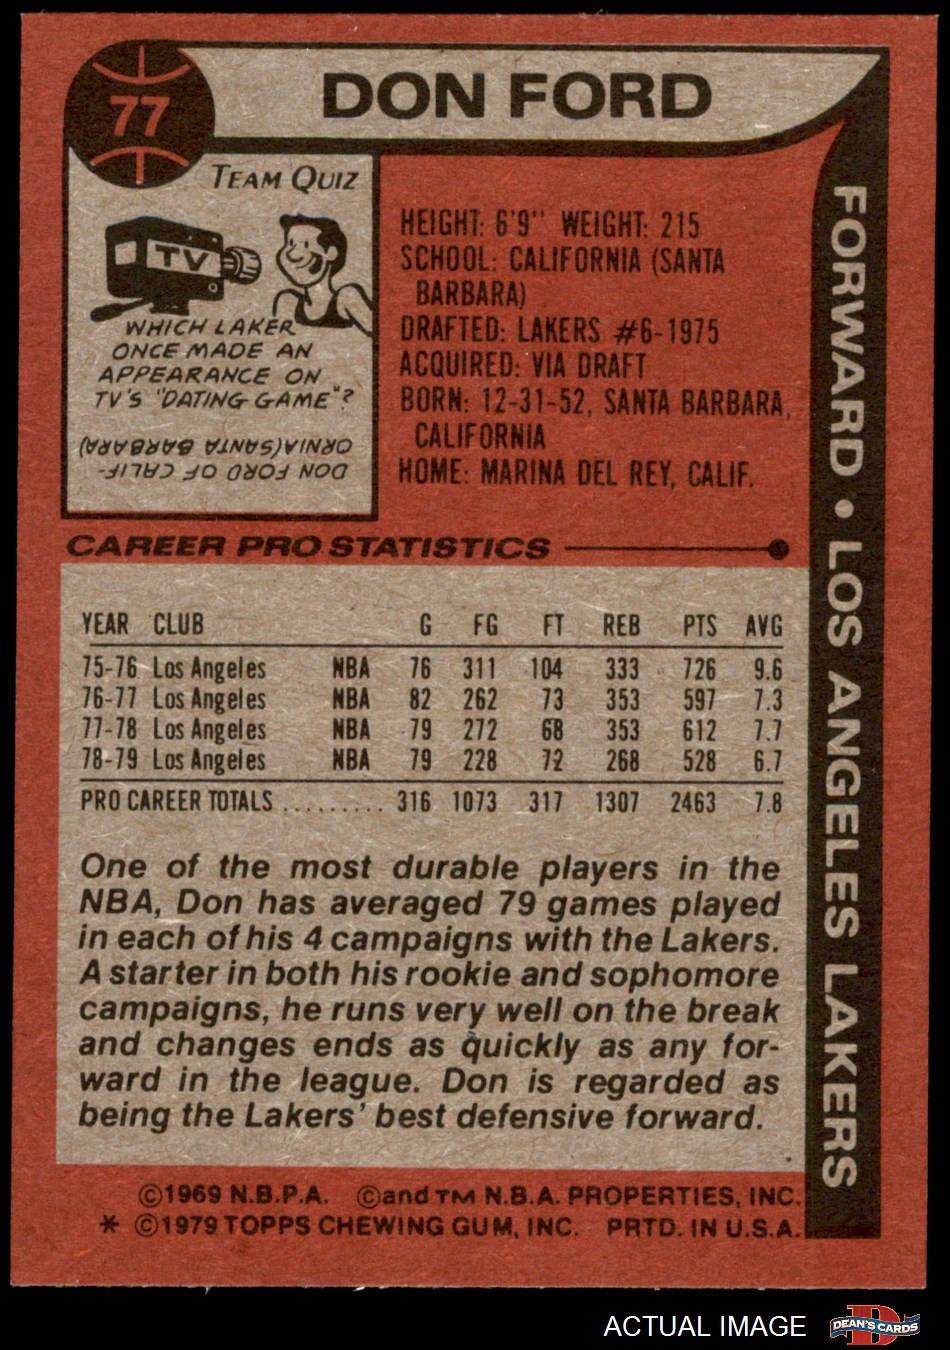 77
DON FORD
TEAM QUIZ
TV
WHICH LAKER
ONCE MADE AN
APPEARANCE ON
TV'S "DATING GAME"?
DON FORD OF CALIF-
ORNIA(SANTA BARBARA)
HEIGHT: 6'9" WEIGHT: 215
SCHOOL: CALIFORNIA (SANTA
BARBARA)
DRAFTED: LAKERS #6-1975
ACQUIRED: VIA DRAFT
BORN: 12-31-52, SANTA BARBARA,
CALIFORNIA
HOME: MARINA DEL REY, CALIF.
FORWARD • LOS ANGELES LAKERS
CAREER PRO STATISTICS
YEAR CLUB G FG FT REB PTS AVG
75-76 Los Angeles NBA 76 311 104 333 726 9.6
76-77 Los Angeles NBA 82 262 73 353 597 7.3
77-78 Los Angeles NBA 79 272 68 353 612 7.7
78-79 Los Angeles NBA 79 228 72 268 528 6.7
PRO CAREER TOTALS ......... 316 1073 317 1307 2463 7.8
One of the most durable players in the
NBA, Don has averaged 79 games played
in each of his 4 campaigns with the Lakers.
A starter in both his rookie and sophomore
campaigns, he runs very well on the break
and changes ends as quickly as any for-
ward in the league. Don is regarded as
being the Lakers' best defensive forward.
©1969 N.B.P.A. ©and TM N.B.A. PROPERTIES, INC.
* ©1979 TOPPS CHEWING GUM, INC. PRTD. IN U.S.A.
ACTUAL IMAGE
D
DEAN'S CARDS